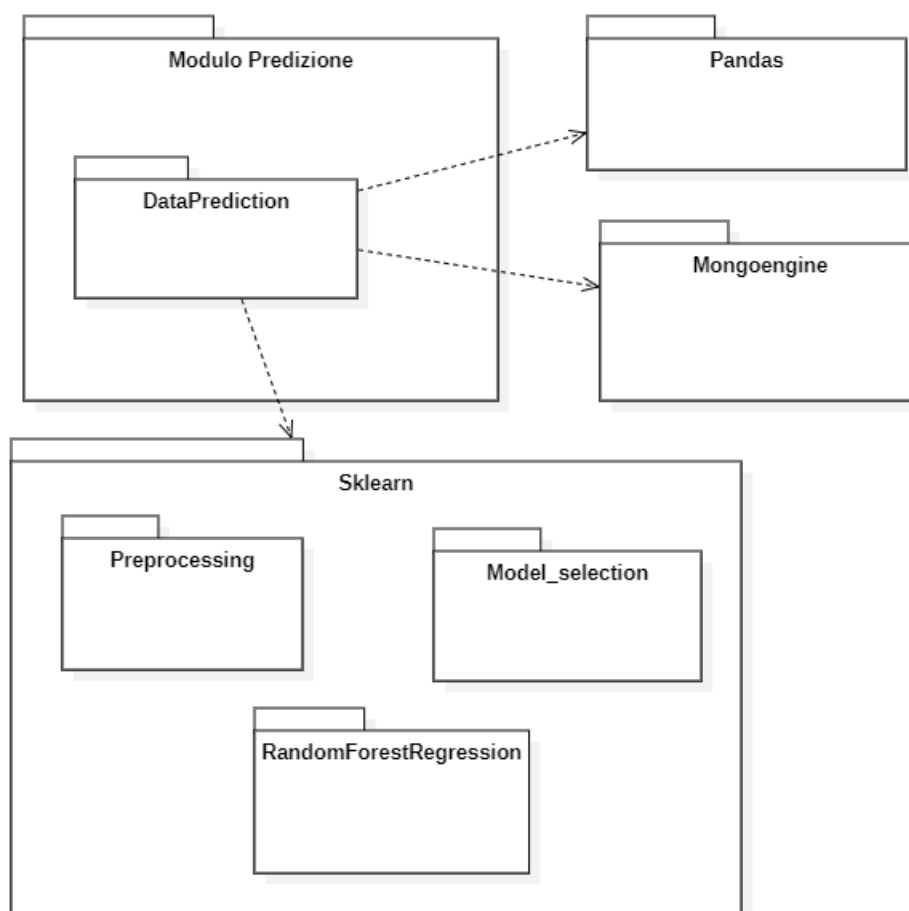 Modulo Predizione
Pandas
DataPrediction
Mongoengine
Sklearn
Preprocessing
Model_selection
RandomForestRegression